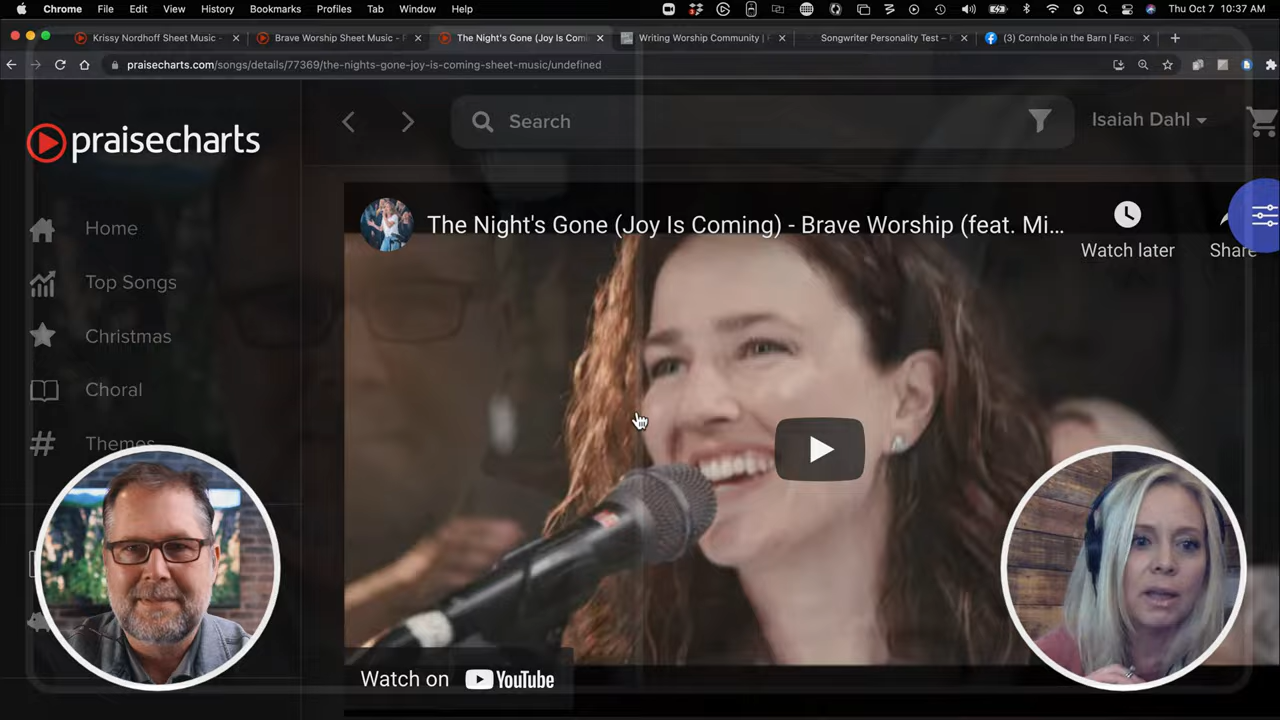 Chrome File Edit View History Bookmarks Profiles Tab Window Help Thu Oct 7 10:37 AM
Krissy Nordhoff Sheet Music - Brave Worship Sheet Music - The Night's Gone (Joy Is Com Writing Worship Community | Songwriter Personality Test – (3) Cornhole in the Barn | Face
praisecharts.com/songs/details/77369/the-nights-gone-joy-is-coming-sheet-music/undefined
praisecharts
Search
Isaiah Dahl
The Night's Gone (Joy Is Coming) - Brave Worship (feat. Mi...
Watch later
Share
Home
Top Songs
Christmas
Choral
Themes
Watch on YouTube